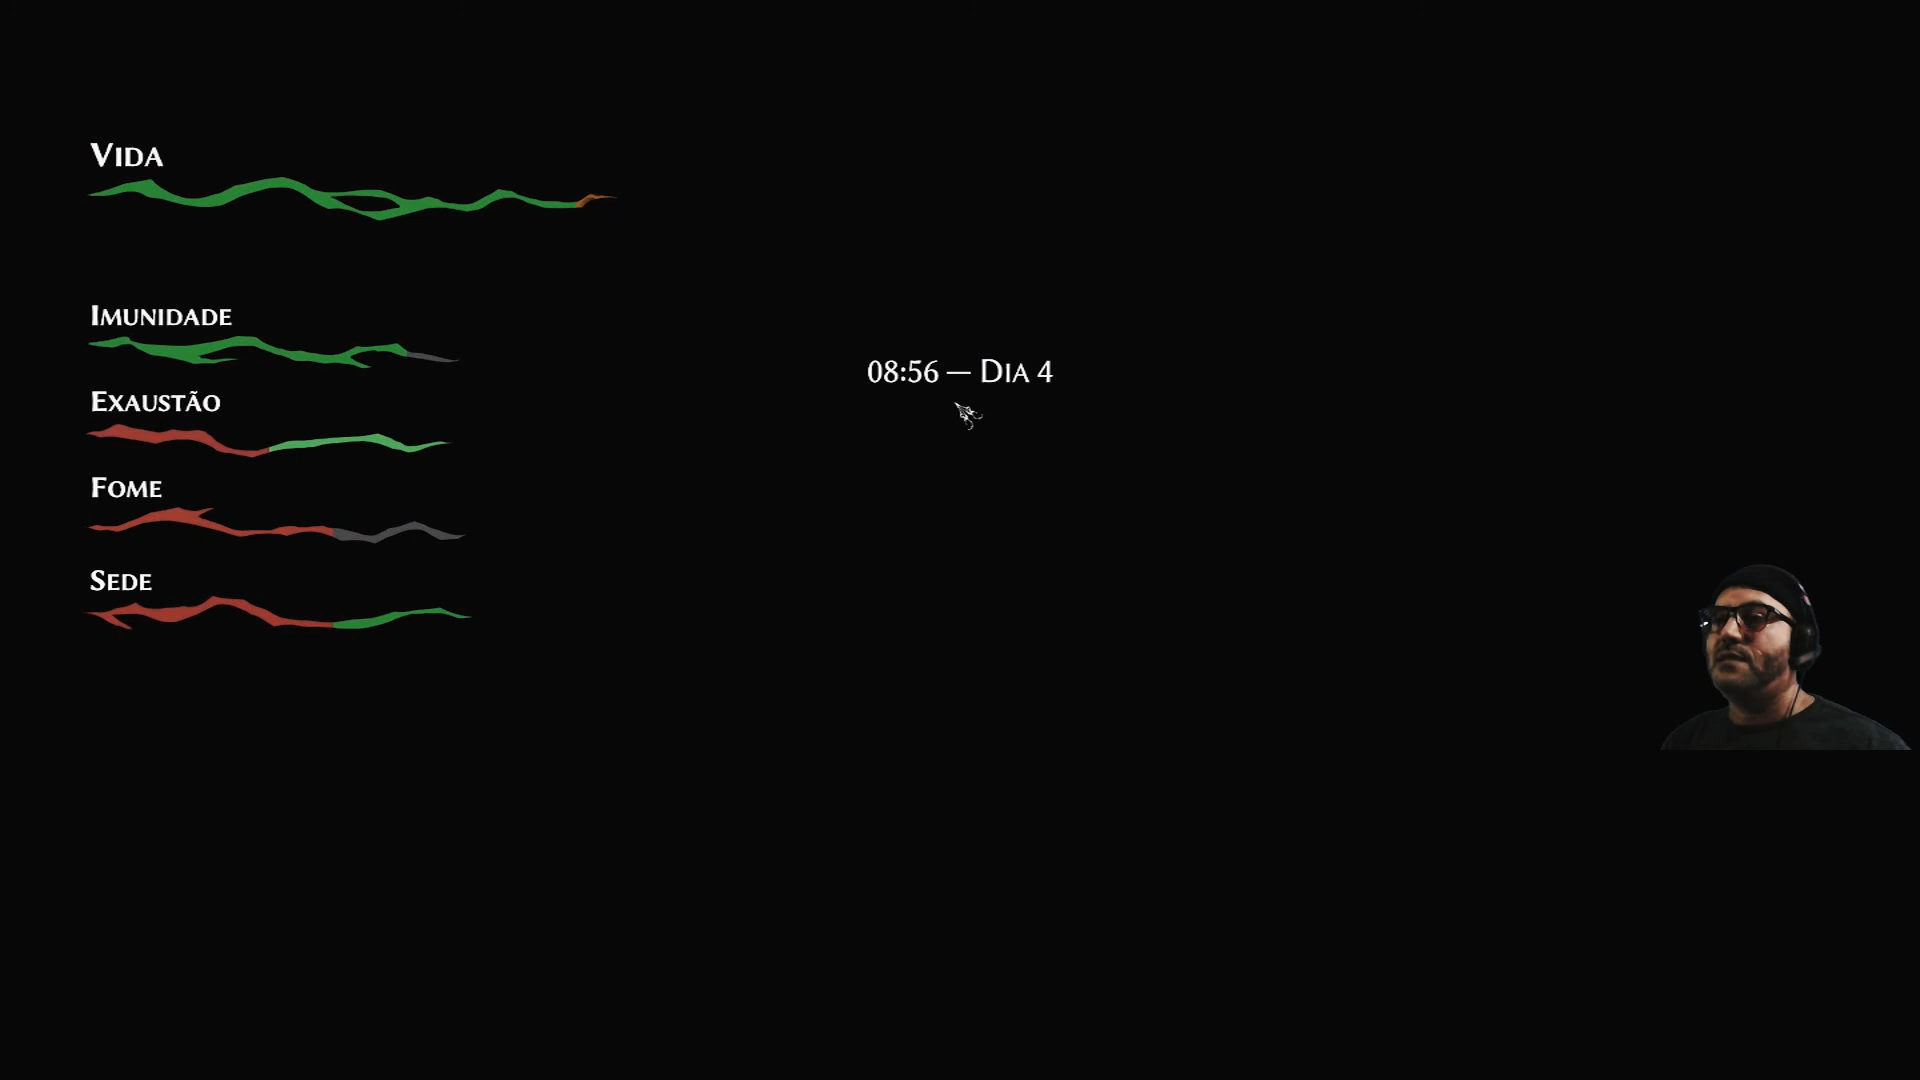 Vida
Imunidade
08:56 — Dia 4
Exaustão
Fome
Sede